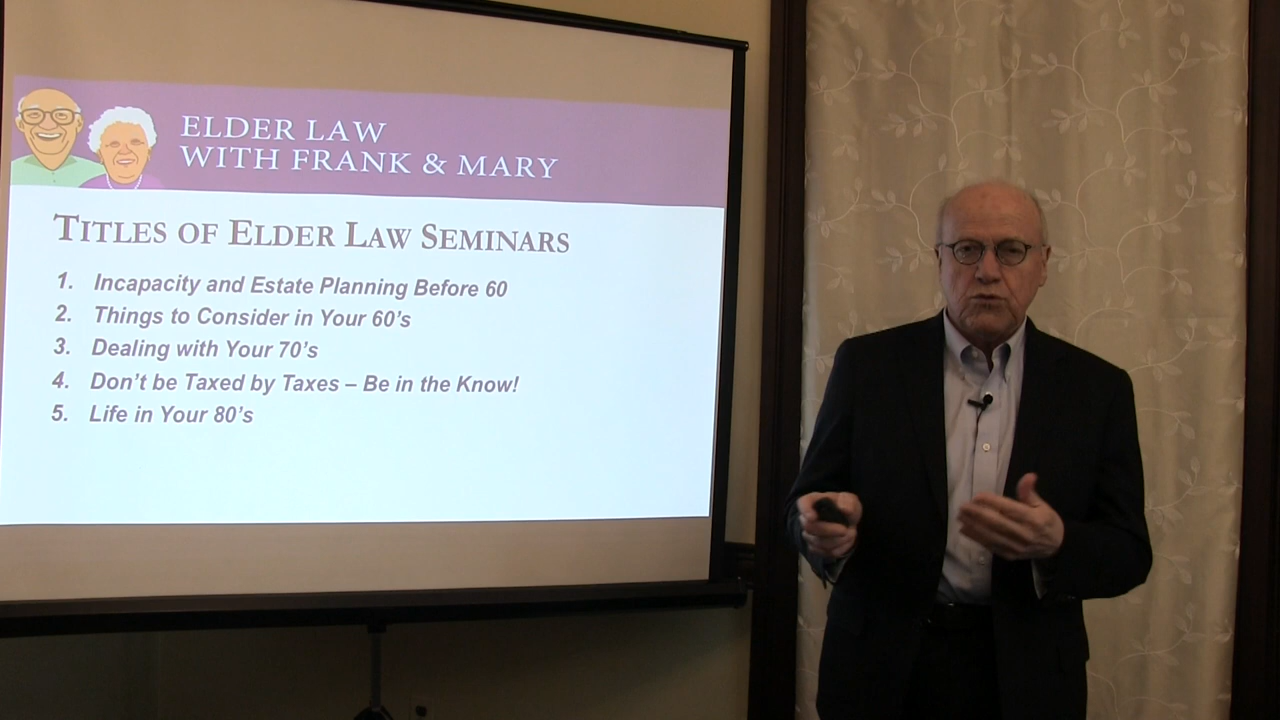 ELDER LAW
WITH FRANK & MARY
TITLES OF ELDER LAW SEMINARS
1. Incapacity and Estate Planning Before 60
2. Things to Consider in Your 60's
3. Dealing with Your 70's
4. Don't be Taxed by Taxes – Be in the Know!
5. Life in Your 80's